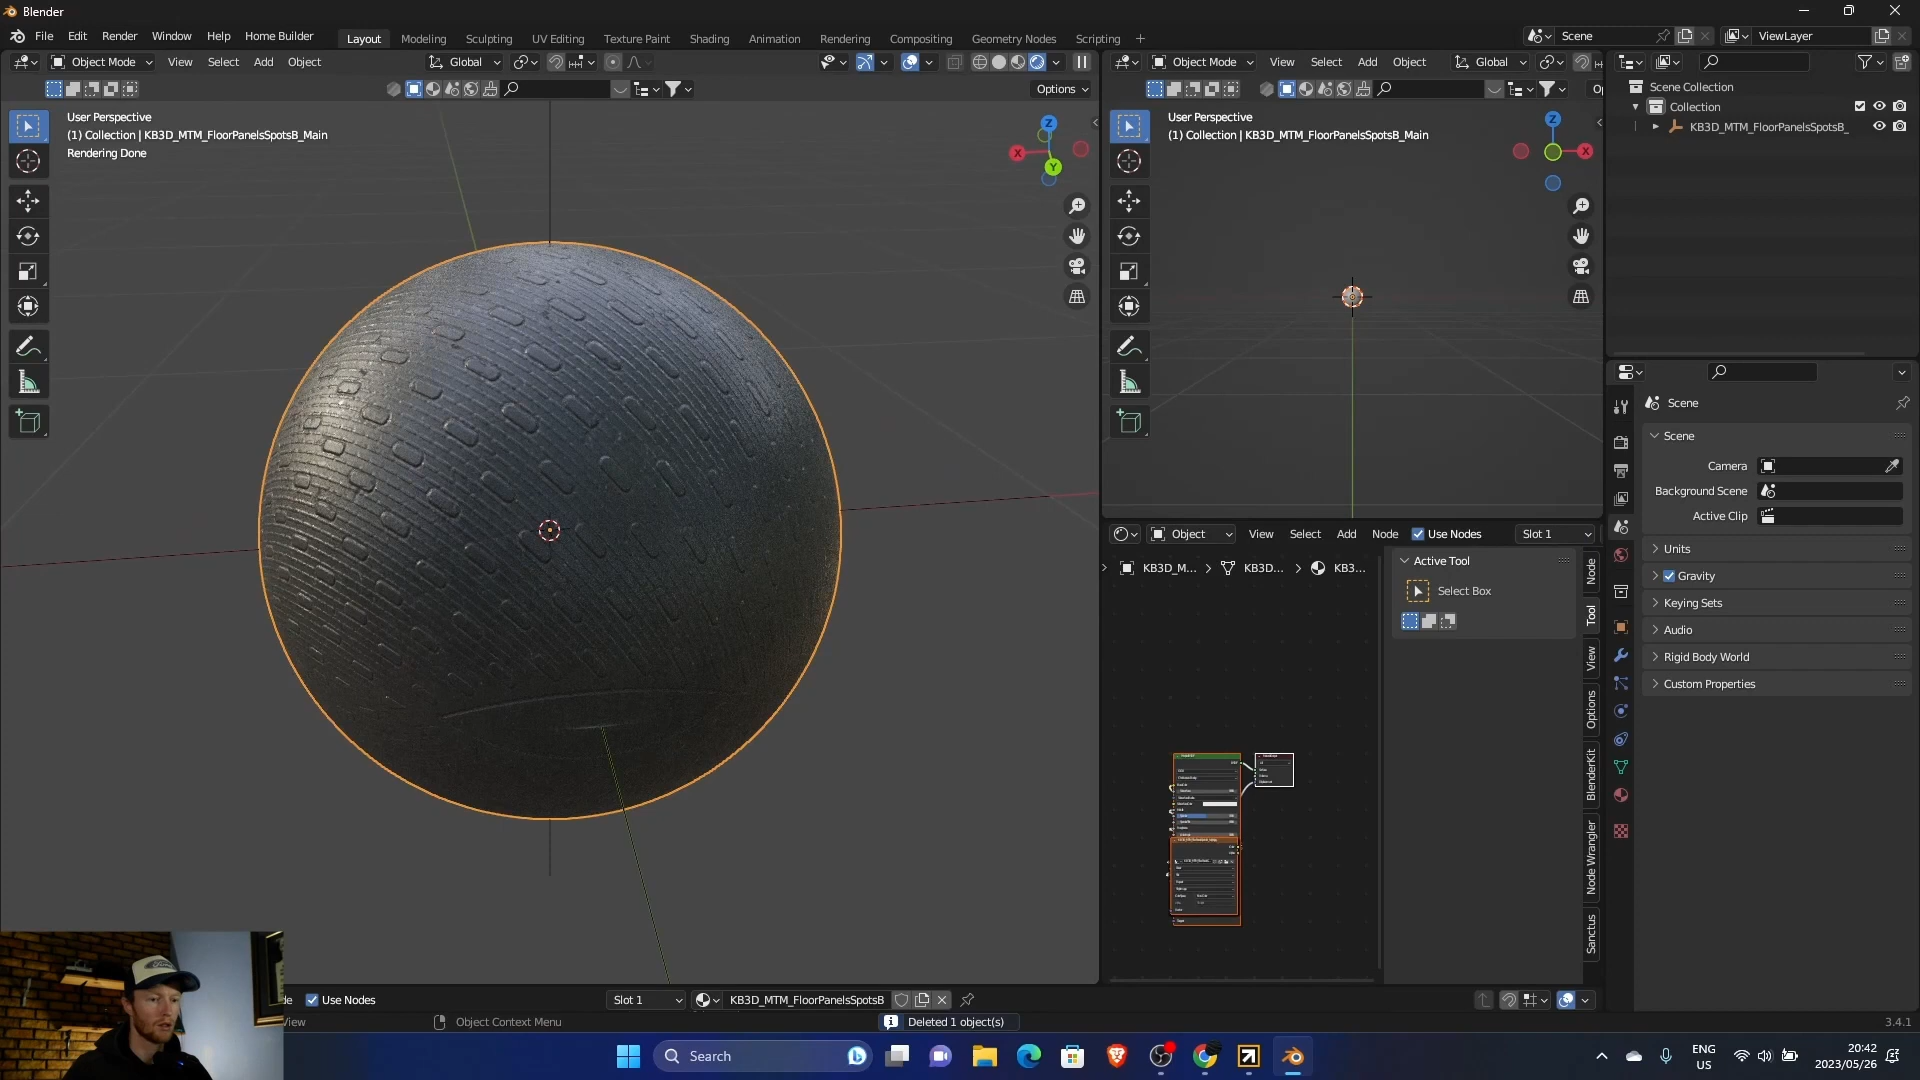 Blender
File Edit Render Window Help Home Builder
Layout Modeling Sculpting UV Editing Texture Paint Shading Animation Rendering Compositing Geometry Nodes Scripting
Scene
ViewLayer
Object Mode View Select Add Object
Global
Object Mode View Select Add Object
Global
Options
User Perspective
(1) Collection | KB3D_MTM_FloorPanelsSpotsB_Main
Rendering Done
X
Z
Y
User Perspective
(1) Collection | KB3D_MTM_FloorPanelsSpotsB_Main
Z
X
Scene Collection
Collection
KB3D_MTM_FloorPanelsSpotsB_
Scene
Scene
Camera
Background Scene
Active Clip
Units
Gravity
Keying Sets
Audio
Rigid Body World
Custom Properties
Object View Select Add Node Use Nodes Slot 1
KB3D_M... KB3D... KB3...
Active Tool
Select Box
Node
Tool
View
Options
BlenderKit
Node Wrangler
Sanctus
de Use Nodes
Slot 1
KB3D_MTM_FloorPanelsSpotsB
View
Object Context Menu
Deleted 1 object(s)
3.4.1
Search
ENG
US
20:42
2023/05/26